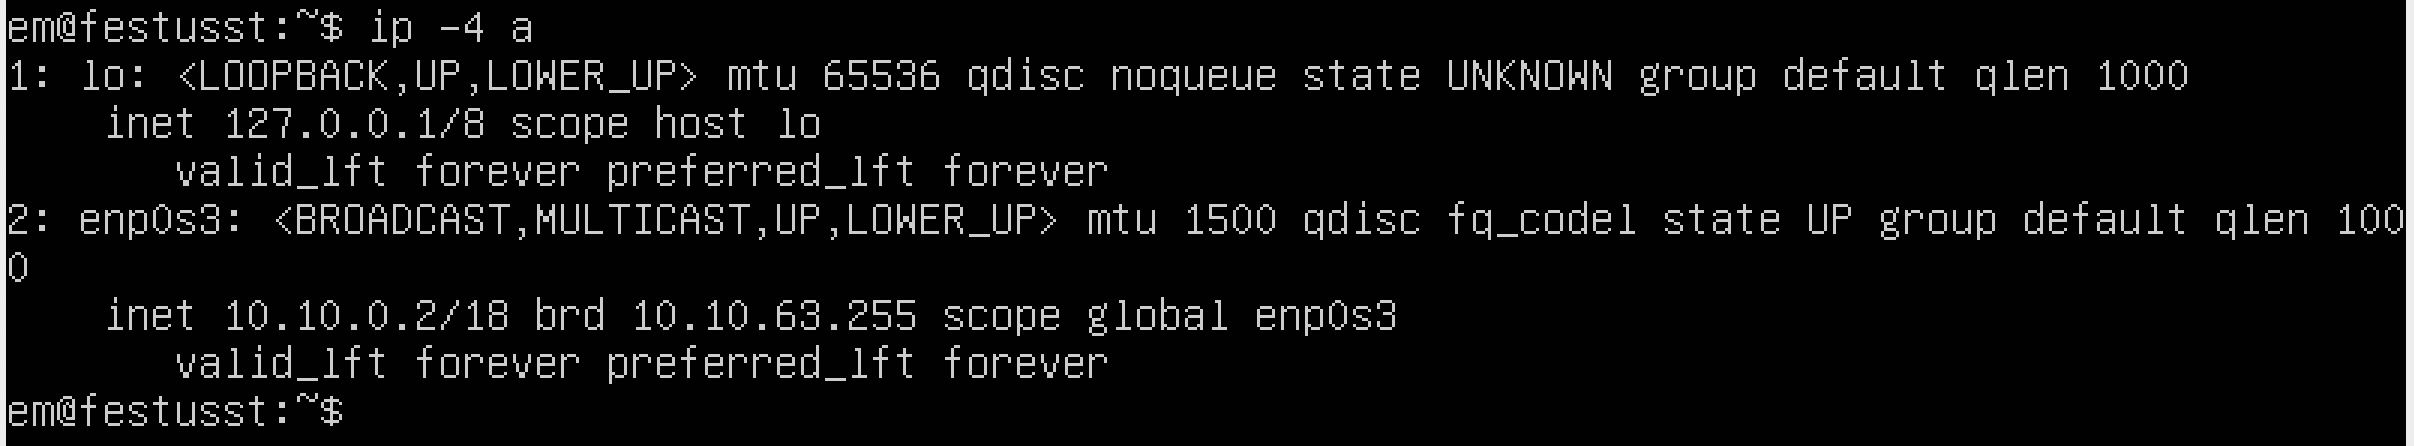 em@festusst:~$ ip -4 a
1: lo: <LOOPBACK,UP,LOWER_UP> mtu 65536 qdisc noqueue state UNKNOWN group default qlen 1000
    inet 127.0.0.1/8 scope host lo
       valid_lft forever preferred_lft forever
2: enp0s3: <BROADCAST,MULTICAST,UP,LOWER_UP> mtu 1500 qdisc fq_codel state UP group default qlen 100
0
    inet 10.10.0.2/18 brd 10.10.63.255 scope global enp0s3
       valid_lft forever preferred_lft forever
em@festusst:~$